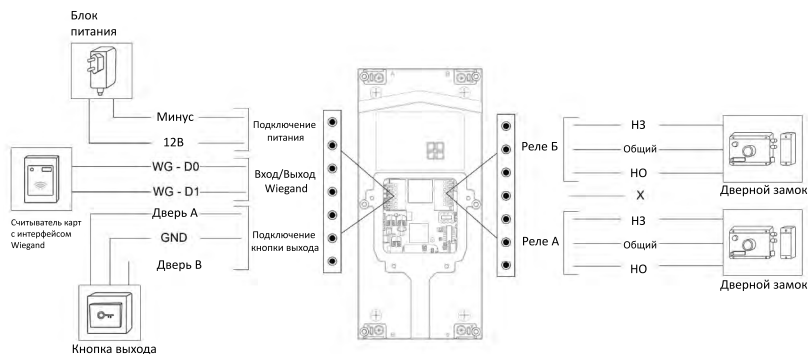 Блок
питания
Минус
12В
Подключение
питания
WG - D0
WG - D1
Вход/Выход
Wiegand
Считыватель карт
с интерфейсом
Wiegand
Дверь А
GND
Дверь В
Подключение
кнопки выхода
Кнопка выхода
Реле Б
НЗ
Общий
НО
Дверной замок
X
Реле А
НЗ
Общий
НО
Дверной замок